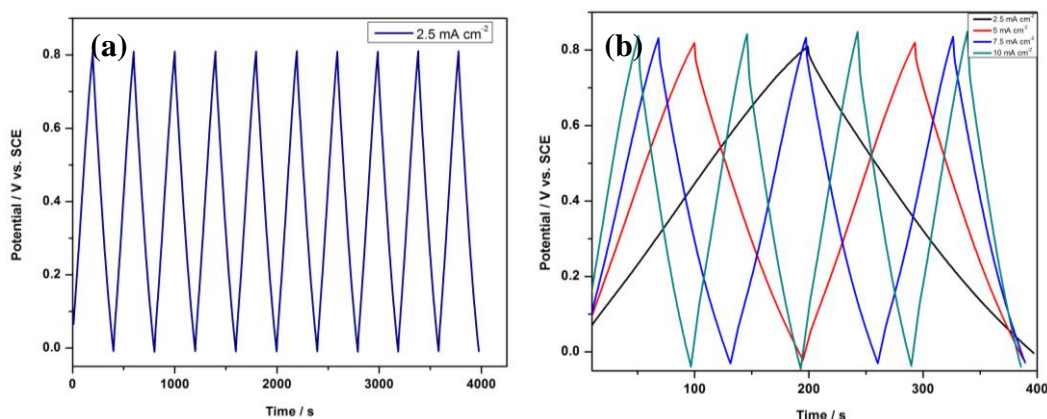 (a)
2.5 mA cm⁻²
0.8
0.6
0.4
0.2
0.0
Potential / V vs. SCE
0 1000 2000 3000 4000
Time / s
(b)
2.5 mA cm⁻²
5 mA cm⁻²
7.5 mA cm⁻²
10 mA cm⁻²
0.8
0.6
0.4
0.2
0.0
Potential / V vs. SCE
100 200 300 400
Time / s